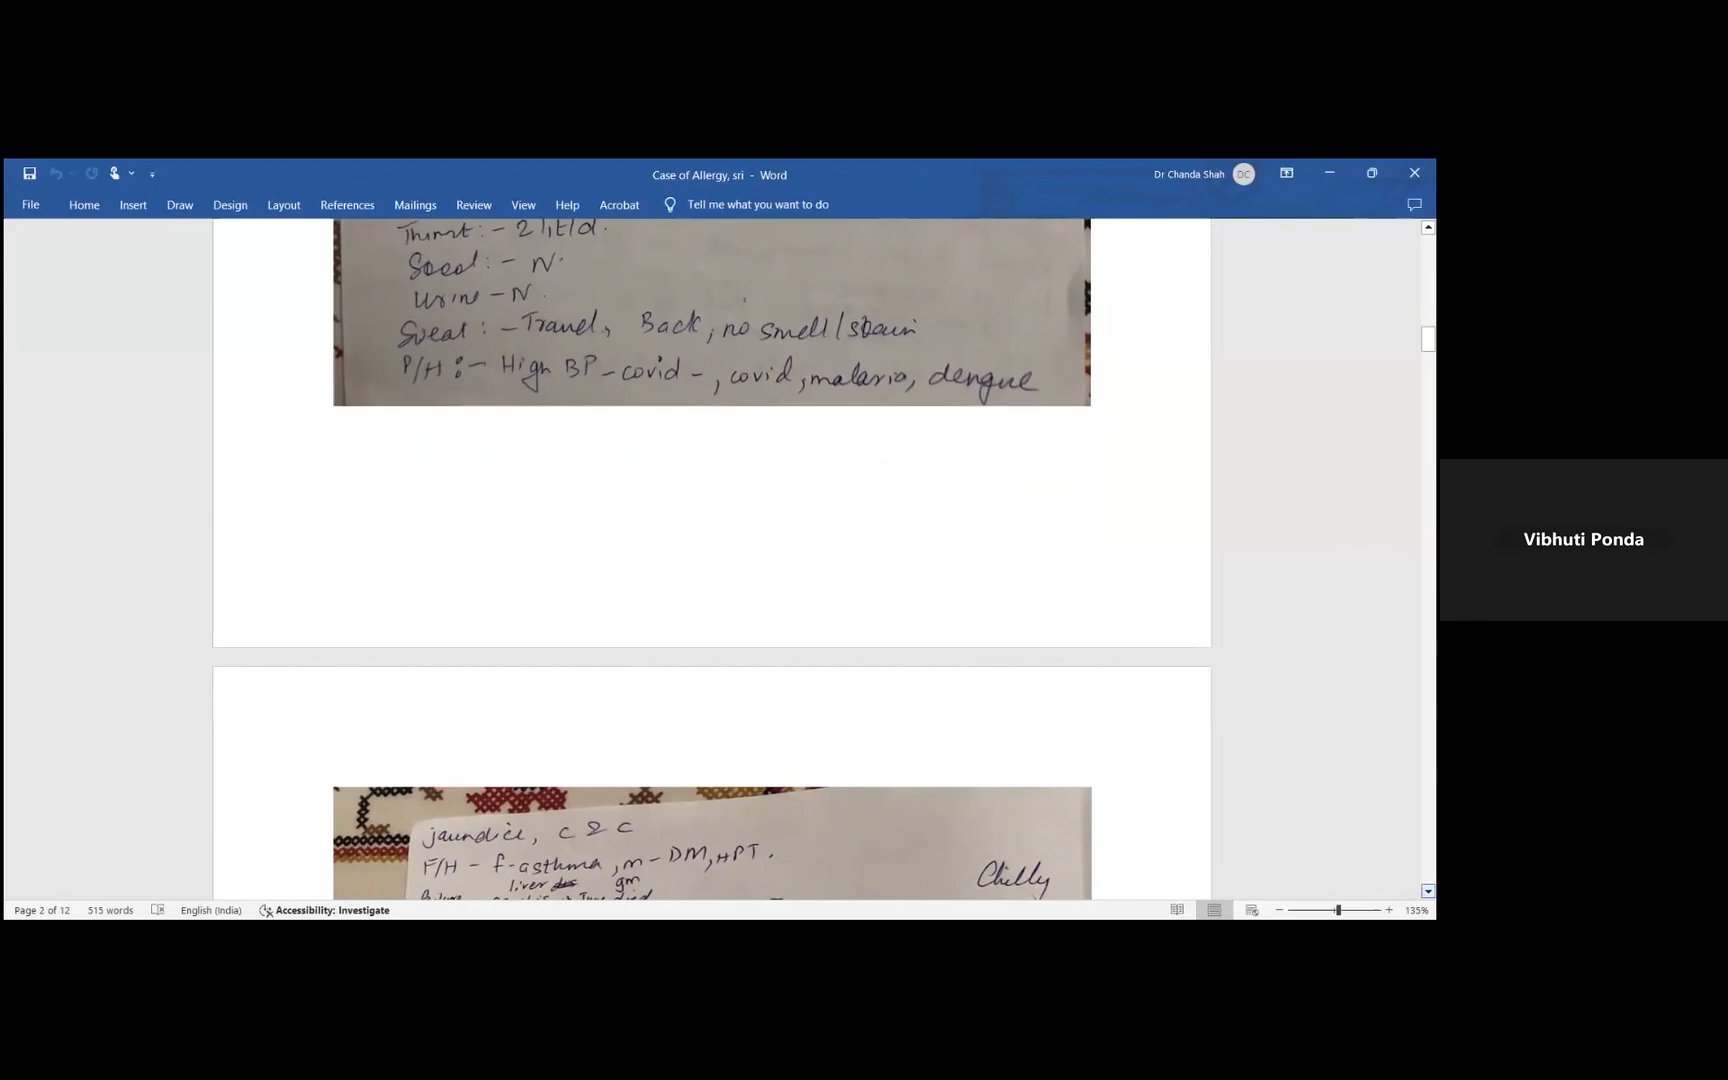 Case of Allergy, sri - Word
Dr Chanda Shah DC
File Home Insert Draw Design Layout References Mailings Review View Help Acrobat Tell me what you want to do
Thirst :- 2 lit/d.
Stool :- N.
Urine - N.
Sweat :- Travel, Back, no smell/stain
P/H :- High BP - covid -, covid, malaria, dengue
jaundice, C & C
F/H - f-asthma, m - DM, HPT.
liver gm
Chilly
Vibhuti Ponda
Page 2 of 12 515 words English (India) Accessibility: Investigate 135%